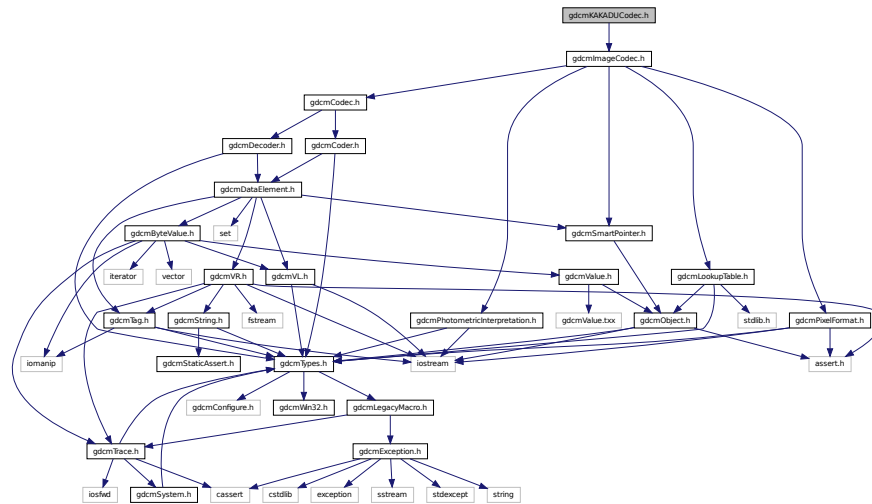 gdcmKAKADUCodec.h
gdcmImageCodec.h
gdcmCodec.h
gdcmDecoder.h
gdcmCoder.h
gdcmDataElement.h
gdcmByteValue.h
set
gdcmSmartPointer.h
iterator
vector
gdcmVR.h
gdcmVL.h
gdcmValue.h
gdcmLookupTable.h
gdcmTag.h
gdcmString.h
fstream
gdcmPhotometricInterpretation.h
gdcmValue.txx
gdcmObject.h
stdlib.h
gdcmPixelFormat.h
iomanip
gdcmStaticAssert.h
gdcmTypes.h
iostream
assert.h
gdcmConfigure.h
gdcmWin32.h
gdcmLegacyMacro.h
gdcmTrace.h
gdcmException.h
iosfwd
gdcmSystem.h
cassert
cstdlib
exception
sstream
stdexcept
string